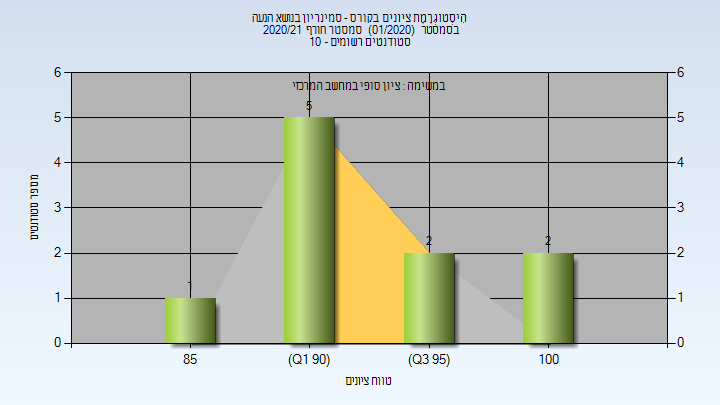 היסטוגרמת ציונים בקורס - סמינריון בנושא הנעה
בסמסטר (01/2020) סמסטר חורף 2020/21
סטודנטים רשומים - 10
במשימה : ציון סופי במחשב המרכזי
מספר סטודנטים
6
5
4
3
2
1
0
6
5
4
3
2
1
0
1
5
2
2
85
(Q1 90)
(Q3 95)
100
טווח ציונים